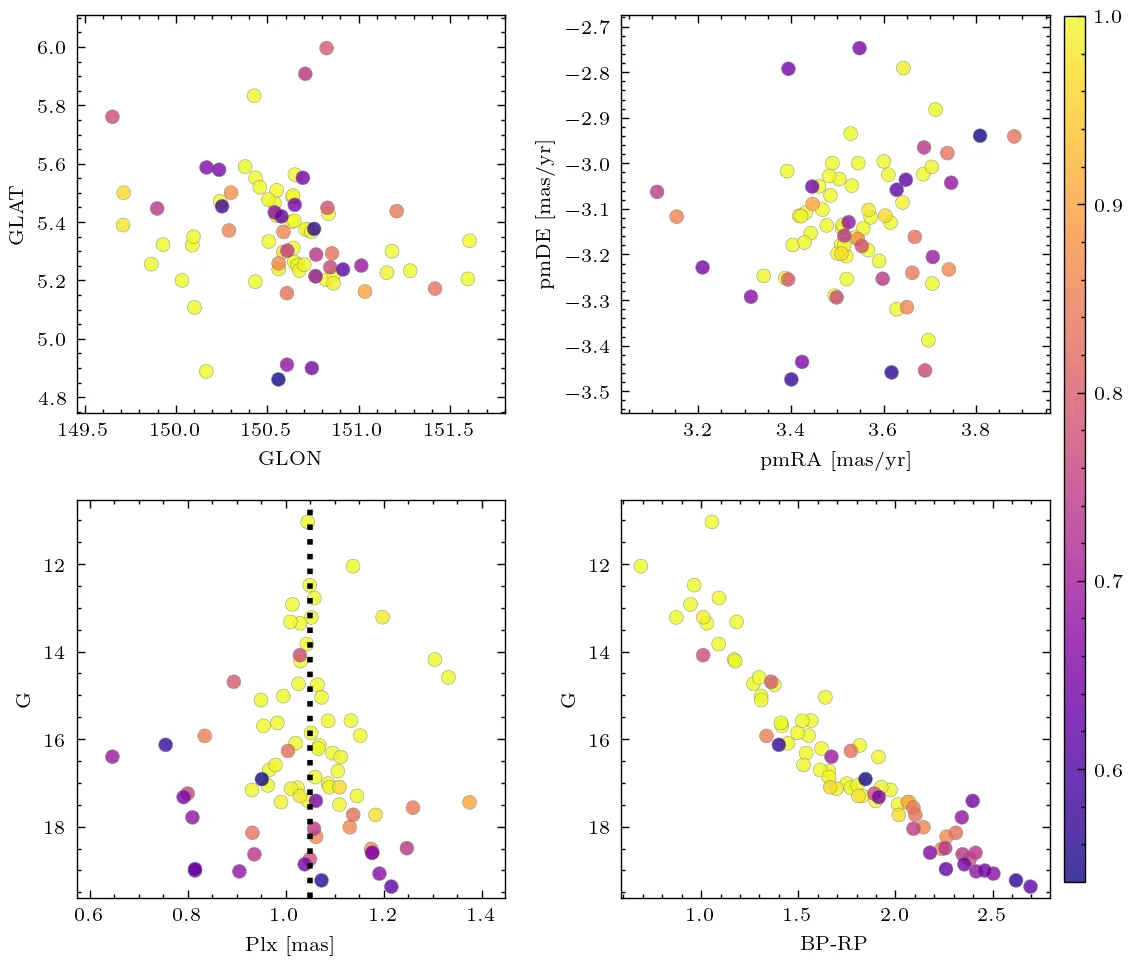 6.0
5.8
5.6
5.4
5.2
5.0
4.8
GLAT
149.5 150.0 150.5 151.0 151.5
GLON
−2.7
−2.8
−2.9
−3.0
−3.1
−3.2
−3.3
−3.4
−3.5
pmDE [mas/yr]
3.2 3.4 3.6 3.8
pmRA [mas/yr]
12
14
16
18
G
0.6 0.8 1.0 1.2 1.4
Plx [mas]
12
14
16
18
G
1.0 1.5 2.0 2.5
BP-RP
1.0
0.9
0.8
0.7
0.6